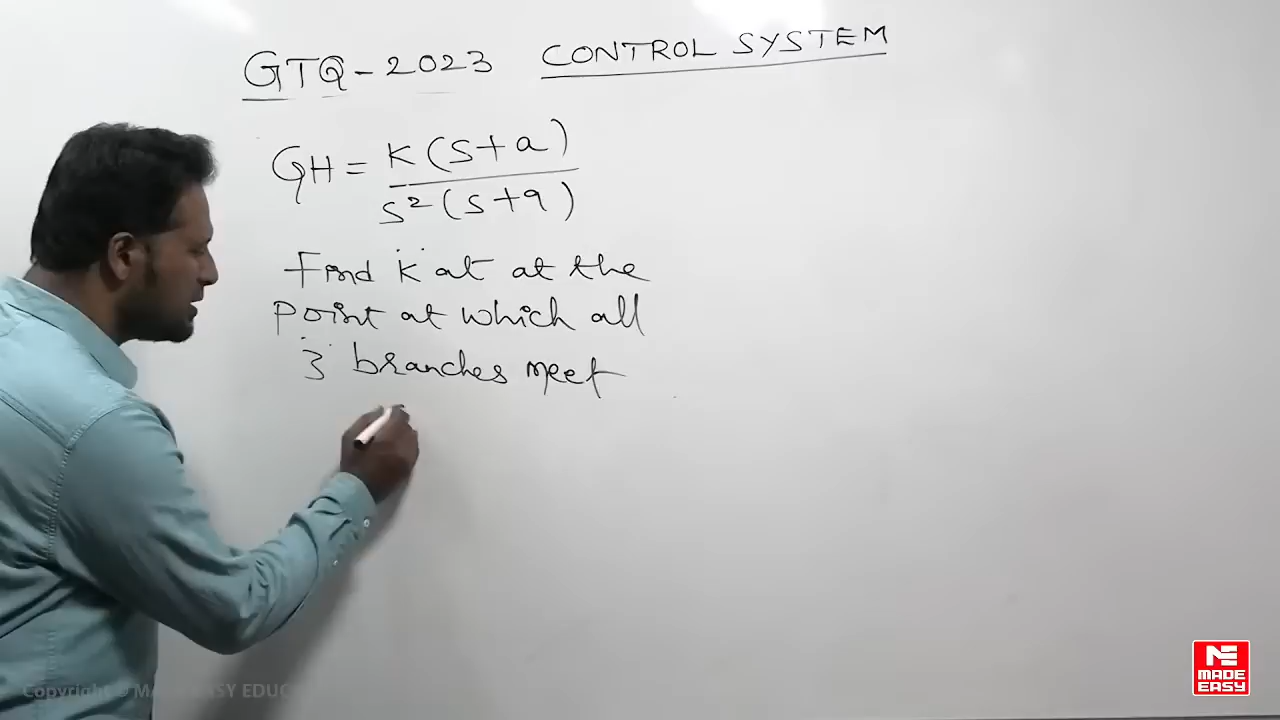 GTQ-2023 CONTROL SYSTEM
GH = K(S+a)
S²(S+9)
Find K at at the
point at which all
3 branches meet
ME
MADE
EASY